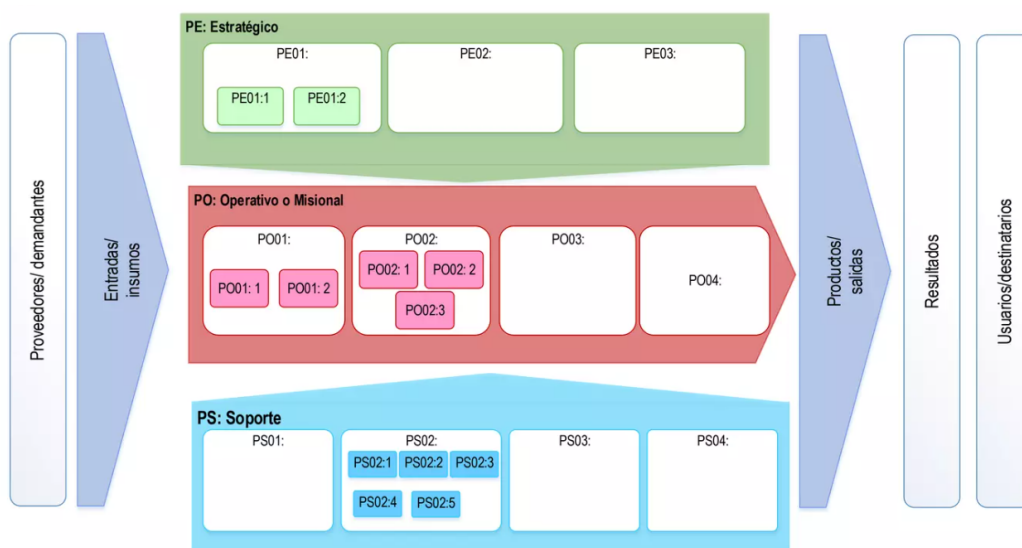 Proveedores/ demandantes
Entradas/
insumos
PE: Estratégico
PE01:
PE01:1
PE01:2
PE02:
PE03:
PO: Operativo o Misional
PO01:
PO01: 1
PO01: 2
PO02:
PO02: 1
PO02: 2
PO02:3
PO03:
PO04:
PS: Soporte
PS01:
PS02:
PS02:1
PS02:2
PS02:3
PS02:4
PS02:5
PS03:
PS04:
Productos/
salidas
Resultados
Usuarios/destinatarios